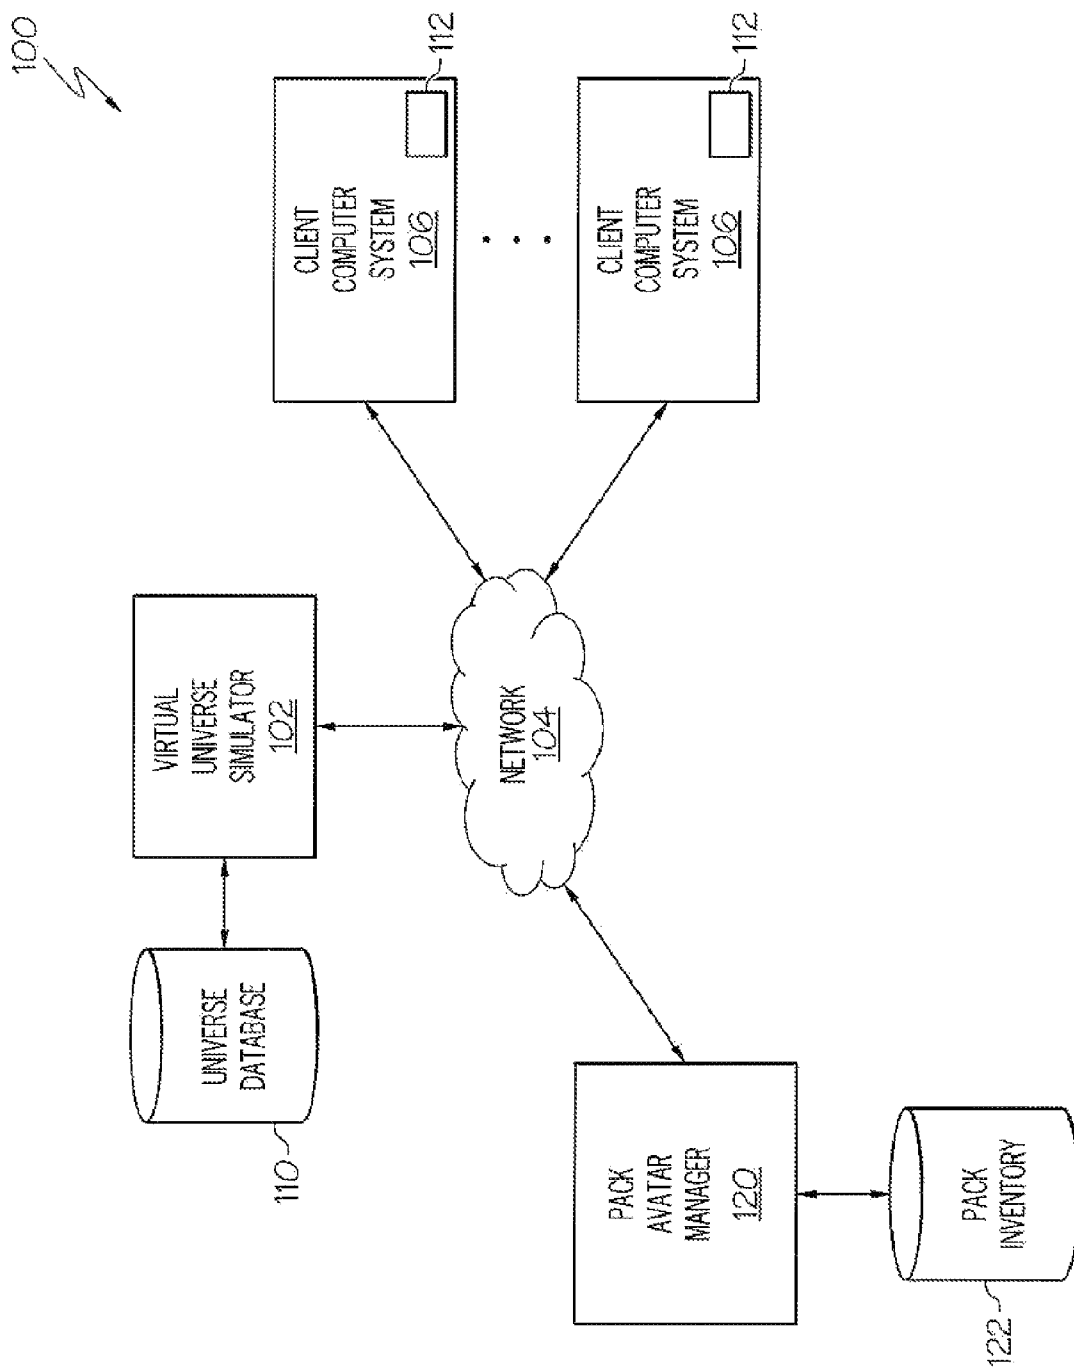 100
UNIVERSE
DATABASE
110
VIRTUAL
UNIVERSE
SIMULATOR
102
CLIENT
COMPUTER
SYSTEM
106
112
NETWORK
104
CLIENT
COMPUTER
SYSTEM
106
112
PACK
AVATAR
MANAGER
120
PACK
INVENTORY
122